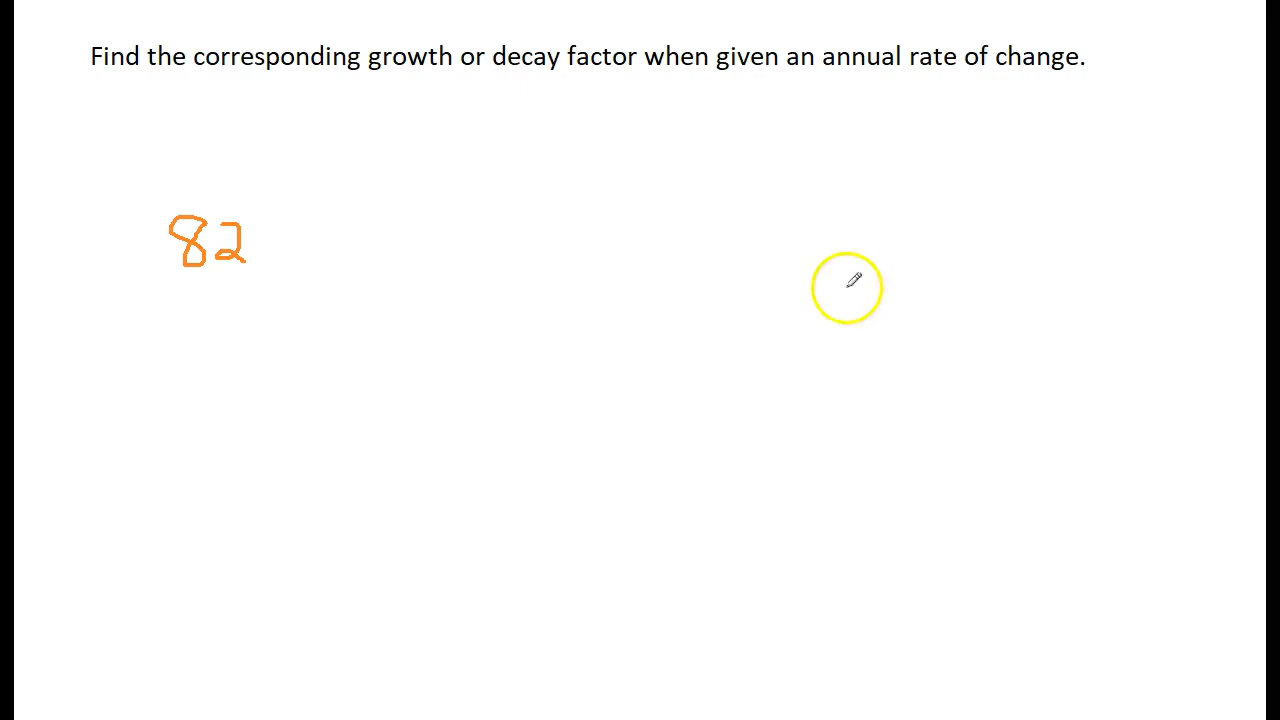 Find the corresponding growth or decay factor when given an annual rate of change.
82